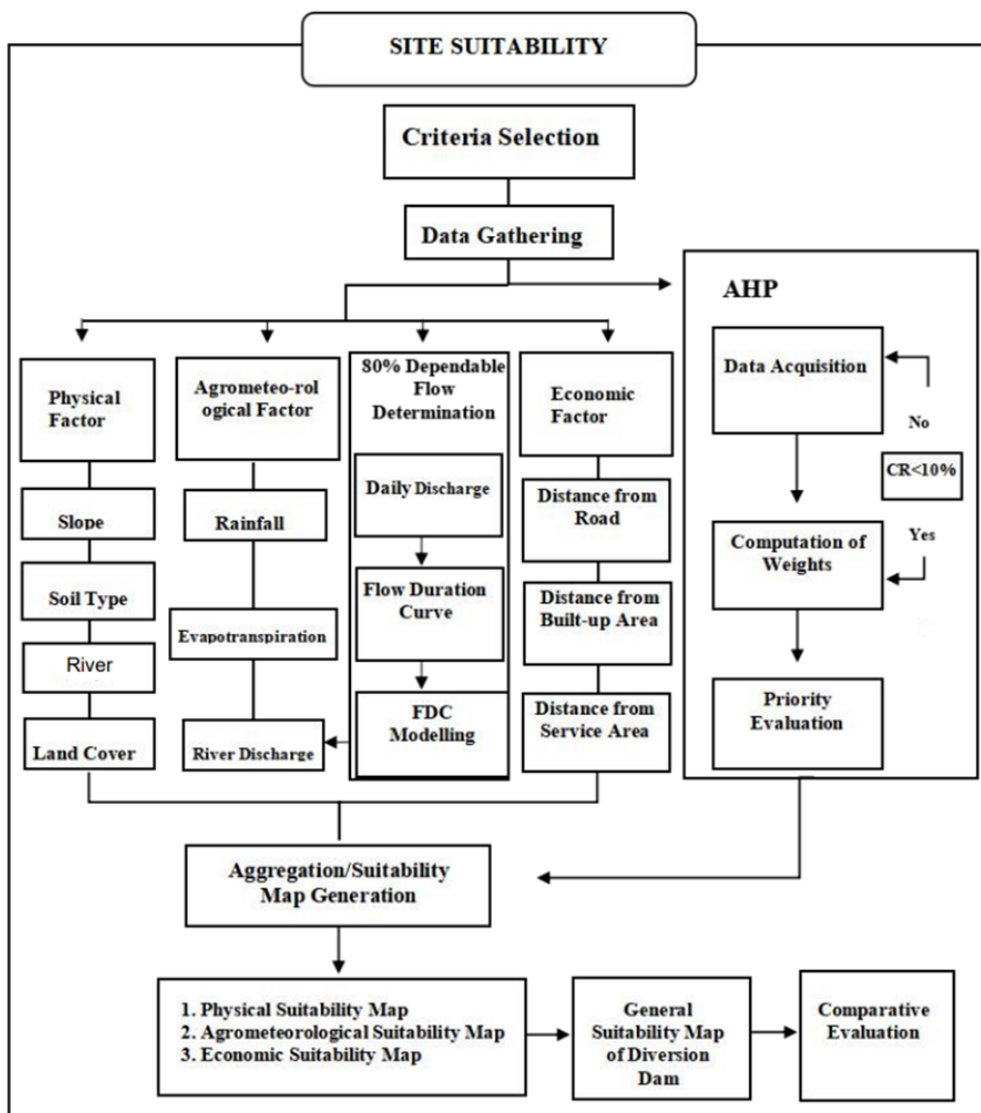 SITE SUITABILITY
Criteria Selection
Data Gathering
Physical
Factor
Slope
Soil Type
River
Land Cover
Agrometeo-rol
ogical Factor
Rainfall
Evapotranspiration
River Discharge
80% Dependable
Flow
Determination
Daily Discharge
Flow Duration
Curve
FDC
Modelling
Economic
Factor
Distance from
Road
Distance from
Built-up Area
Distance from
Service Area
AHP
Data Acquisition
No
CR<10%
Yes
Computation of
Weights
Priority
Evaluation
Aggregation/Suitability
Map Generation
1. Physical Suitability Map
2. Agrometeorological Suitability Map
3. Economic Suitability Map
General
Suitability Map
of Diversion
Dam
Comparative
Evaluation